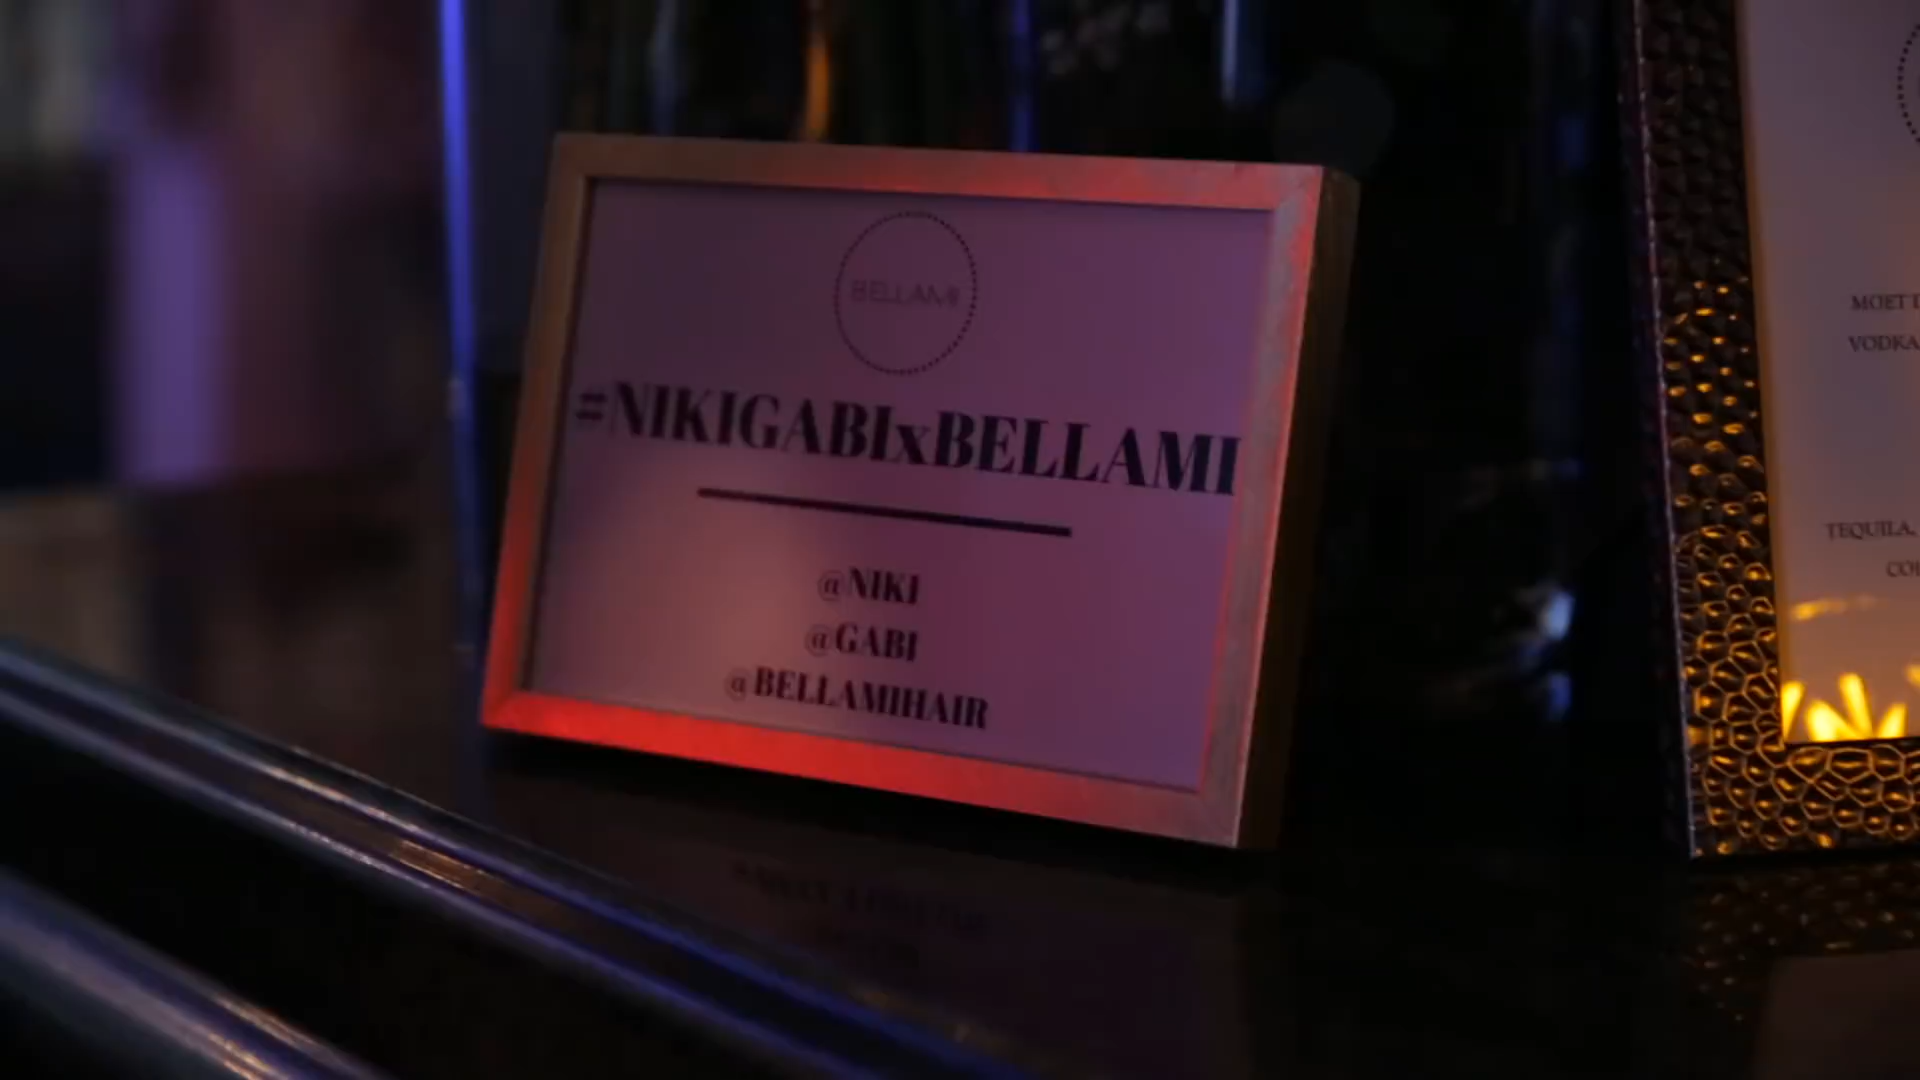 BELLAMI
#NIKIGABIxBELLAMI
@NIKI
@GABI
@BELLAMIHAIR
MOET
VODKA
TEQUILA,